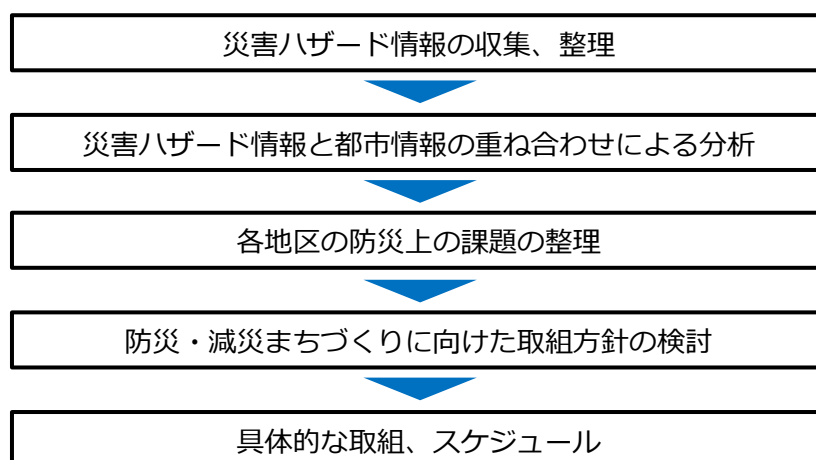 災害ハザード情報の収集、整理
災害ハザード情報と都市情報の重ね合わせによる分析
各地区の防災上の課題の整理
防災・減災まちづくりに向けた取組方針の検討
具体的な取組、スケジュール